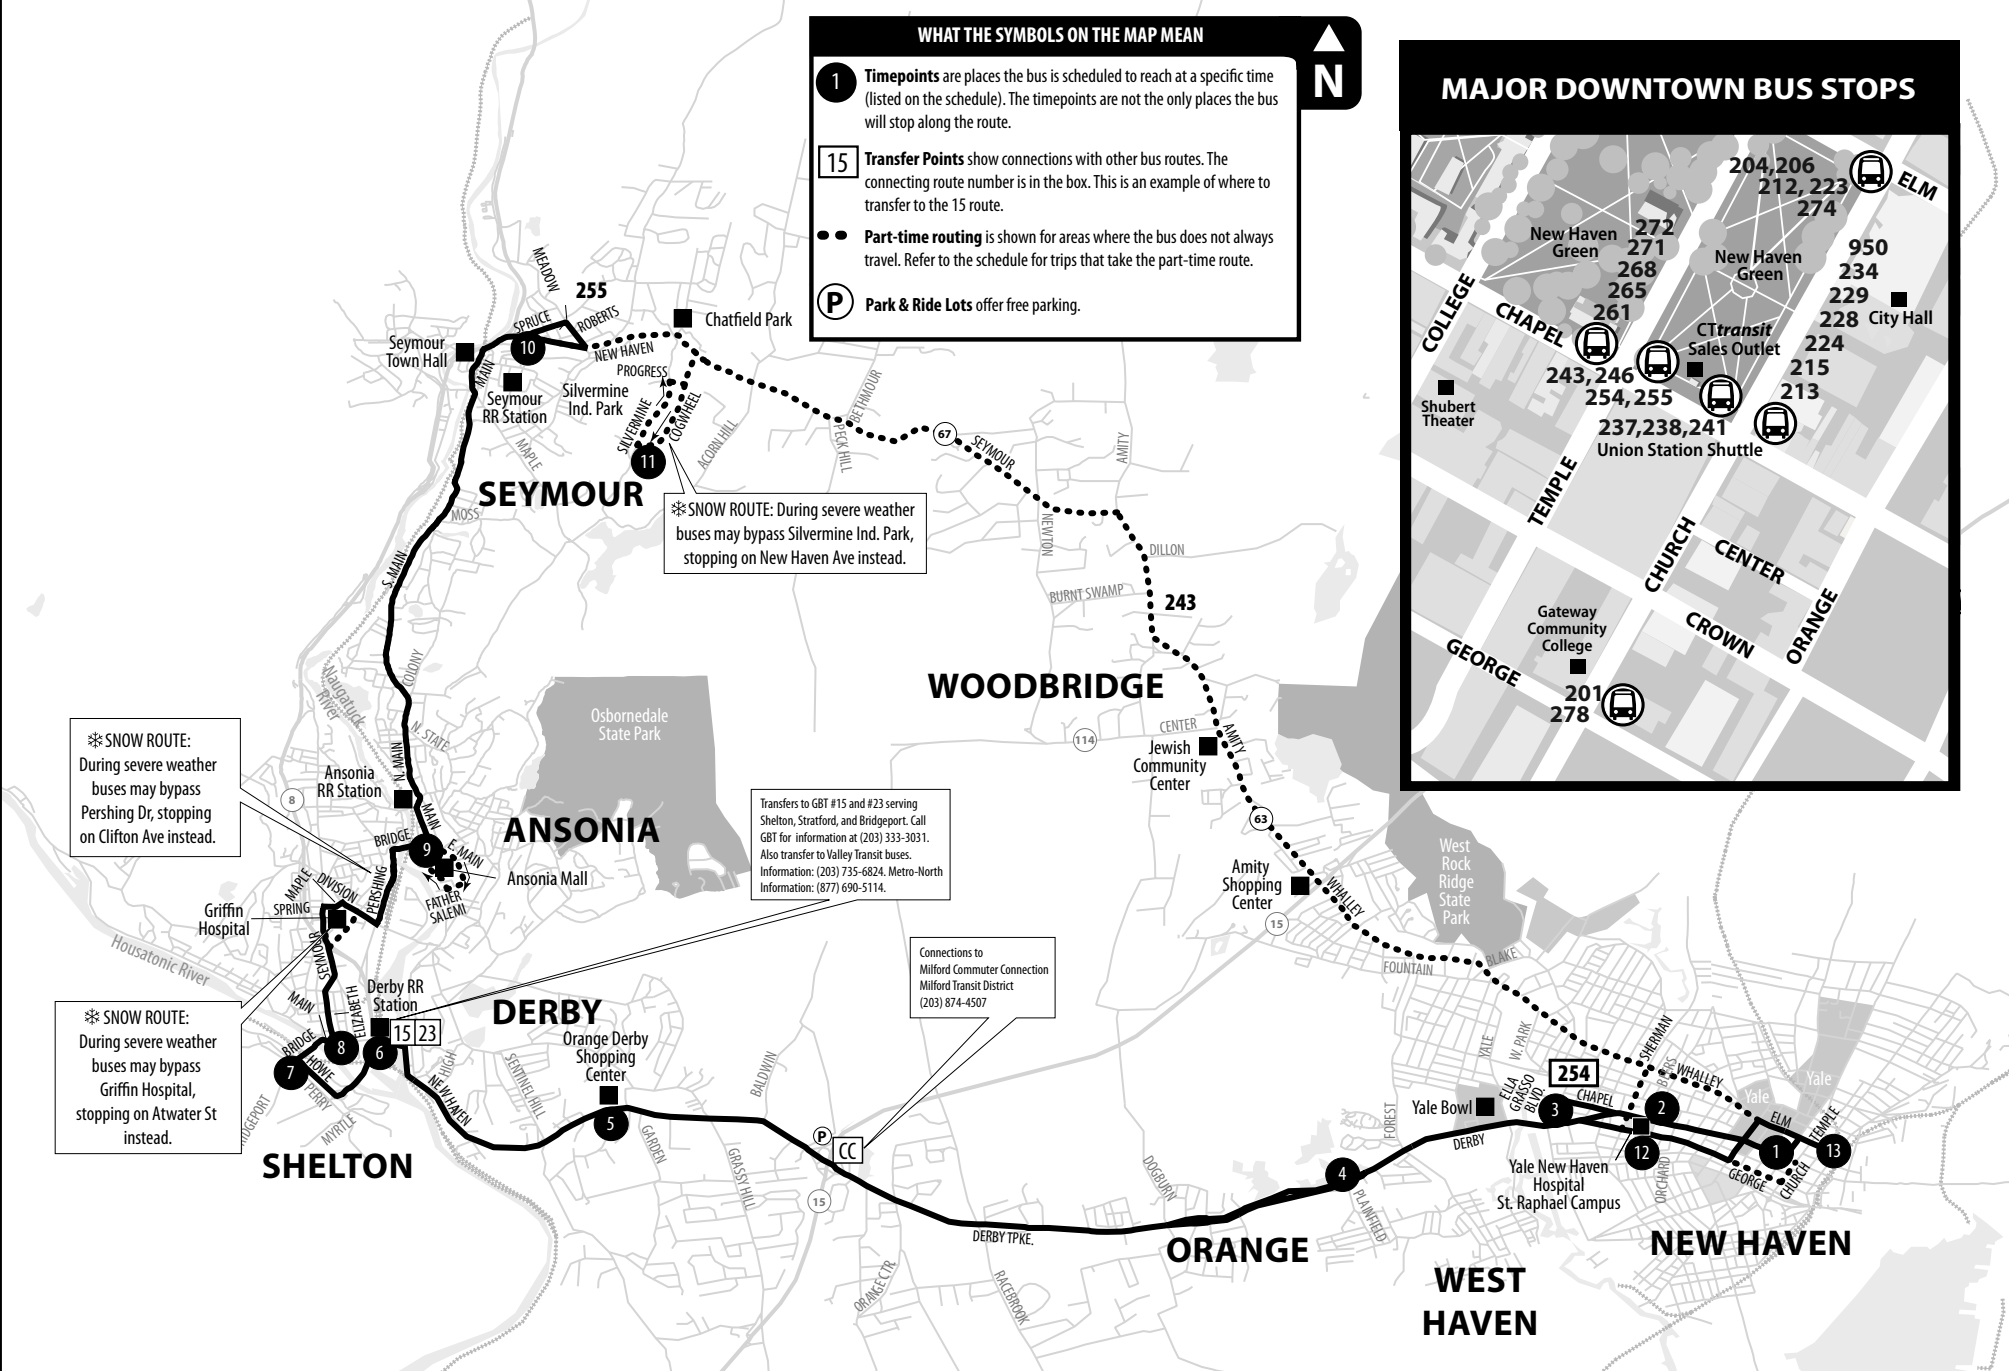 WHAT THE SYMBOLS ON THE MAP MEAN
N
1
Timepoints are places the bus is scheduled to reach at a specific time
(listed on the schedule). The timepoints are not the only places the bus
will stop along the route.
15
Transfer Points show connections with other bus routes. The
connecting route number is in the box. This is an example of where to
transfer to the 15 route.
Part-time routing is shown for areas where the bus does not always
travel. Refer to the schedule for trips that take the part-time route.
P
Park & Ride Lots offer free parking.
MAJOR DOWNTOWN BUS STOPS
204,206
212, 223
274
ELM
New Haven
Green
272
271
268
265
261
New Haven
Green
950
234
229
228
224
215
213
City Hall
COLLEGE
CHAPEL
CTtransit
Sales Outlet
243, 246
254, 255
237,238,241
Union Station Shuttle
Shubert
Theater
TEMPLE
CHURCH
CENTER
CROWN
ORANGE
Gateway
Community
College
GEORGE
201
278
MEADOW
255
SPRUCE
ROBERTS
Chatfield Park
Seymour
Town Hall
10
NEW HAVEN
MAIN
PROGRESS
Seymour
RR Station
Silvermine
Ind. Park
SILVERMINE
COGWHEEL
MAPLE
ACORN HILL
11
SEYMOUR
BETHMOUR
PECK HILL
67
SEYMOUR
AMITY
MOSS
❄SNOW ROUTE: During severe weather
buses may bypass Silvermine Ind. Park,
stopping on New Haven Ave instead.
NEWTON
DILLON
S. MAIN
BURNT SWAMP
243
COLONY
Naugatuck
River
WOODBRIDGE
Osbornedale
State Park
N. STATE
N. MAIN
CENTER
114
AMITY
Jewish
Community
Center
❄SNOW ROUTE:
During severe weather
buses may bypass
Pershing Dr, stopping
on Clifton Ave instead.
Ansonia
RR Station
8
MAIN
ANSONIA
BRIDGE
9
E. MAIN
Ansonia Mall
FATHER
SALEMI
Transfers to GBT #15 and #23 serving
Shelton, Stratford, and Bridgeport. Call
GBT for information at (203) 333-3031.
Also transfer to Valley Transit buses.
Information: (203) 735-6824. Metro-North
Information: (877) 690-5114.
63
Amity
Shopping
Center
WHALLEY
15
West
Rock
Ridge
State
Park
MAPLE
DIVISION
PERSHING
SPRING
Griffin
Hospital
Housatonic River
SEYMOUR
Connections to
Milford Commuter Connection
Milford Transit District
(203) 874-4507
FOUNTAIN
BLAKE
MAIN
ELIZABETH
Derby RR
Station
15 23
❄ SNOW ROUTE:
During severe weather
buses may bypass
Griffin Hospital,
stopping on Atwater St
instead.
BRIDGE
8
6
7
HOWE
PERRY
MYRTLE
HIGH
NEW HAVEN
DERBY
Orange Derby
Shopping
Center
SENTINEL HILL
5
GARDEN
GRASSY HILL
BALDWIN
P
CC
15
SHELTON
DERBY TPKE.
ORANGE CTR.
RACEBROOK
DOGBURN
ORANGE
4
PLAINFIELD
FOREST
Yale Bowl
DERBY
YALE
W. PARK
ELLA
GRASSO
BLVD.
254
3
CHAPEL
SHERMAN
BYERS
WHALLEY
Yale
Yale
2
ELM
TEMPLE
12
1
13
ORCHARD
GEORGE
CHURCH
Yale New Haven
Hospital
St. Raphael Campus
NEW HAVEN
WEST
HAVEN